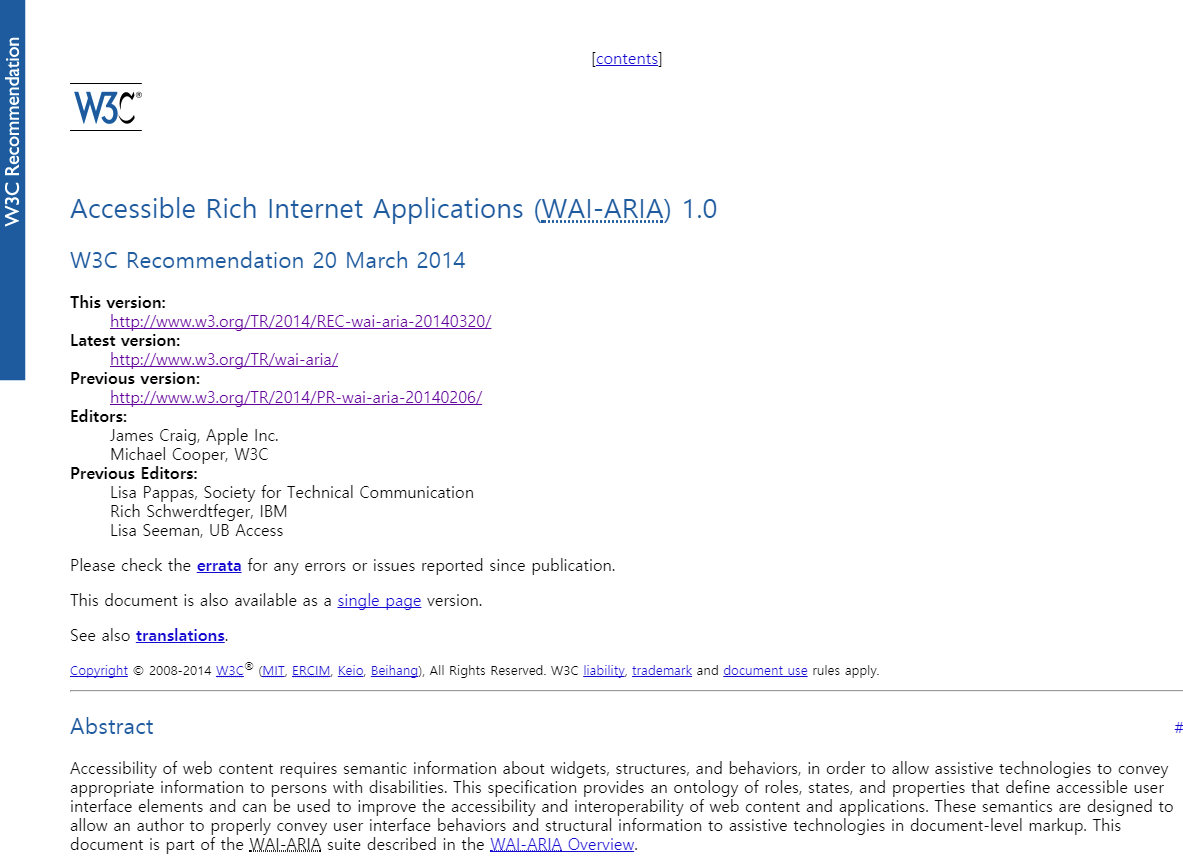 W3C Recommendation
[contents]
W3C®
Accessible Rich Internet Applications (WAI-ARIA) 1.0
W3C Recommendation 20 March 2014
This version:
http://www.w3.org/TR/2014/REC-wai-aria-20140320/
Latest version:
http://www.w3.org/TR/wai-aria/
Previous version:
http://www.w3.org/TR/2014/PR-wai-aria-20140206/
Editors:
James Craig, Apple Inc.
Michael Cooper, W3C
Previous Editors:
Lisa Pappas, Society for Technical Communication
Rich Schwerdtfeger, IBM
Lisa Seeman, UB Access
Please check the errata for any errors or issues reported since publication.
This document is also available as a single page version.
See also translations.
Copyright © 2008-2014 W3C® (MIT, ERCIM, Keio, Beihang), All Rights Reserved. W3C liability, trademark and document use rules apply.
Abstract #
Accessibility of web content requires semantic information about widgets, structures, and behaviors, in order to allow assistive technologies to convey
appropriate information to persons with disabilities. This specification provides an ontology of roles, states, and properties that define accessible user
interface elements and can be used to improve the accessibility and interoperability of web content and applications. These semantics are designed to
allow an author to properly convey user interface behaviors and structural information to assistive technologies in document-level markup. This
document is part of the WAI-ARIA suite described in the WAI-ARIA Overview.